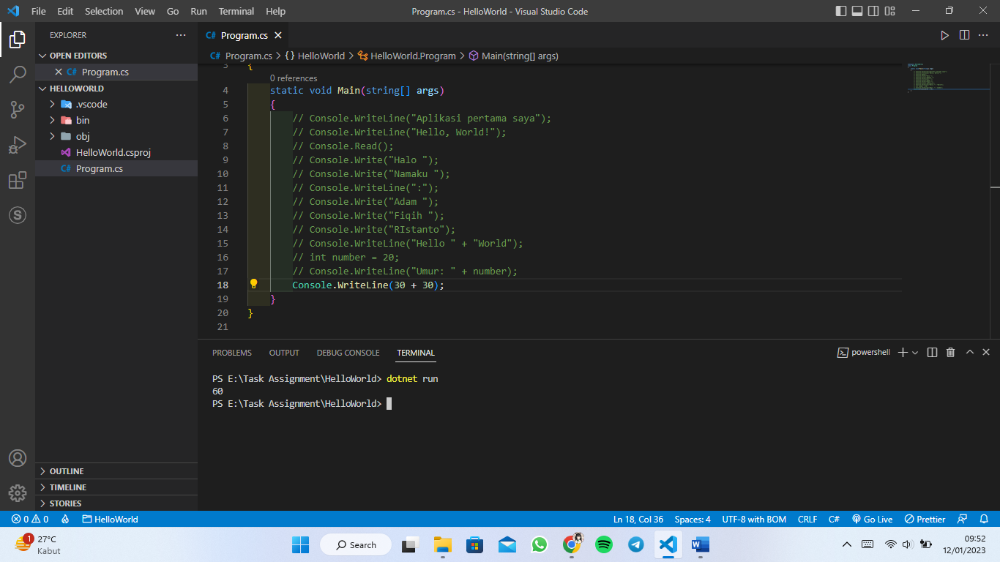 File Edit Selection View Go Run Terminal Help
Program.cs - HelloWorld - Visual Studio Code
EXPLORER
OPEN EDITORS
C# Program.cs
HELLOWORLD
.vscode
bin
obj
HelloWorld.csproj
C# Program.cs
OUTLINE
TIMELINE
STORIES
C# Program.cs
C# Program.cs > {} HelloWorld > HelloWorld.Program > Main(string[] args)
3 {
0 references
4 static void Main(string[] args)
5 {
6 // Console.WriteLine("Aplikasi pertama saya");
7 // Console.WriteLine("Hello, World!");
8 // Console.Read();
9 // Console.Write("Halo ");
10 // Console.Write("Namaku ");
11 // Console.WriteLine(":");
12 // Console.Write("Adam ");
13 // Console.Write("Fiqih ");
14 // Console.Write("RIstanto");
15 // Console.WriteLine("Hello " + "World");
16 // int number = 20;
17 // Console.WriteLine("Umur: " + number);
18 Console.WriteLine(30 + 30);
19 }
20 }
21
PROBLEMS OUTPUT DEBUG CONSOLE TERMINAL
powershell
PS E:\Task Assignment\HelloWorld> dotnet run
60
PS E:\Task Assignment\HelloWorld>
0 0 HelloWorld
Ln 18, Col 36 Spaces: 4 UTF-8 with BOM CRLF C# Go Live Prettier
1
27°C
Kabut
Search
09:52
12/01/2023